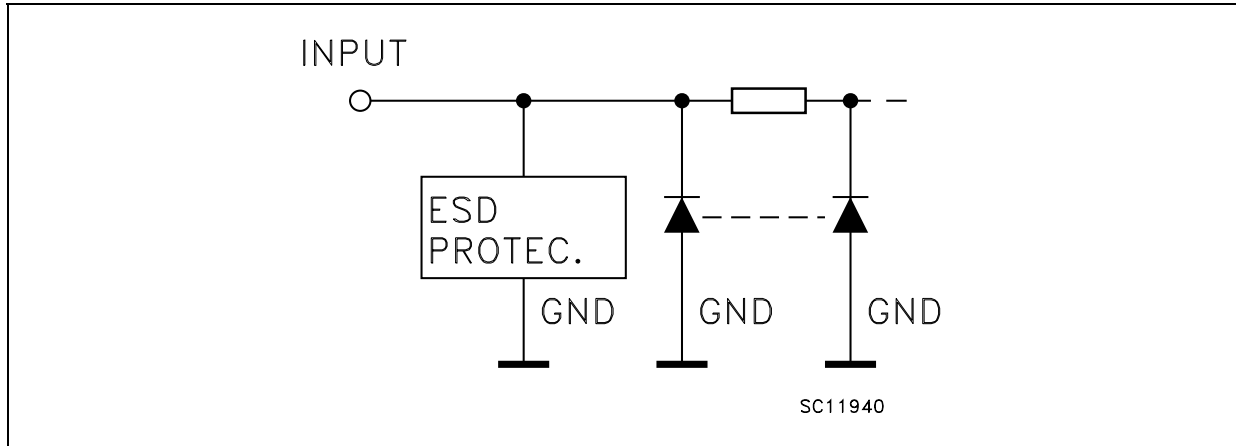 INPUT
ESD
PROTEC.
GND
GND
GND
SC11940